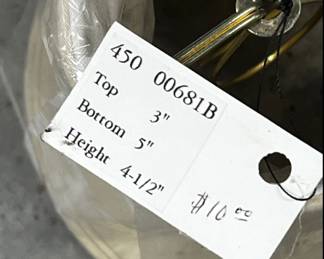 450 00681B
Top 3"
Bottom 5"
Height 4-1/2"
$10.00